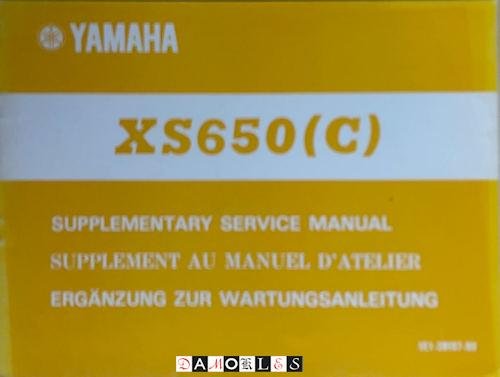 YAMAHA
XS650(C)
SUPPLEMENTARY SERVICE MANUAL
SUPPLEMENT AU MANUEL D'ATELIER
ERGÄNZUNG ZUR WARTUNGSANLEITUNG
DAMOKLES